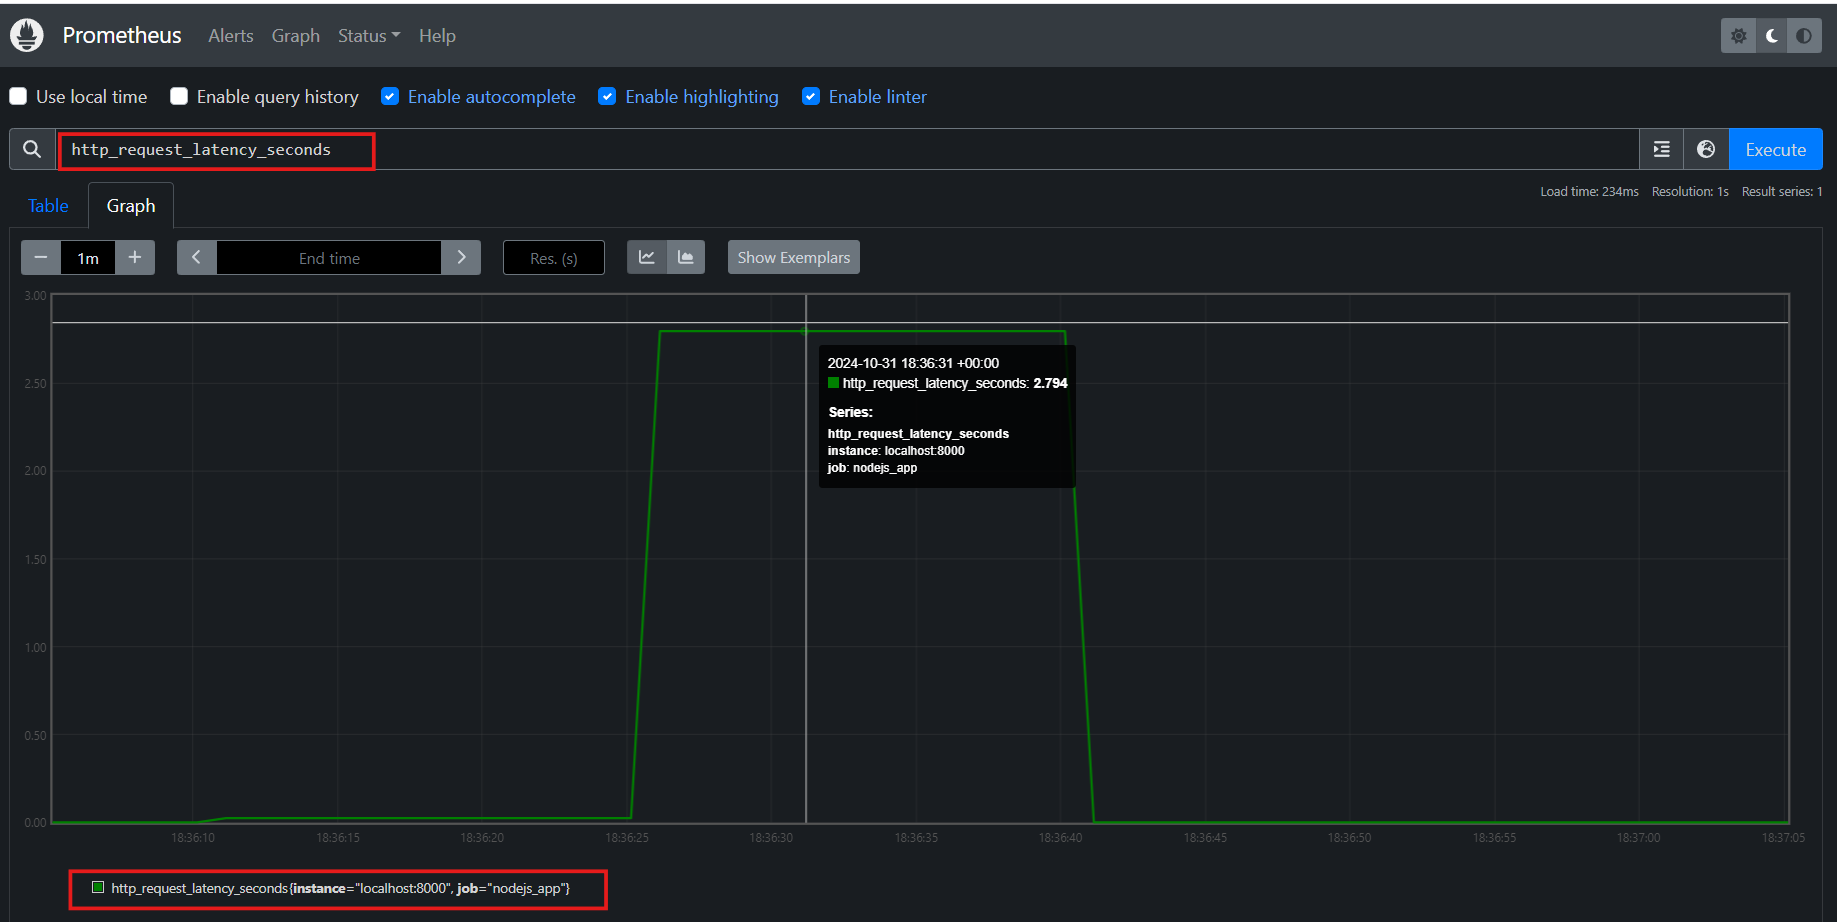 Prometheus Alerts Graph Status Help
Use local time Enable query history Enable autocomplete Enable highlighting Enable linter
http_request_latency_seconds
Execute
Load time: 234ms Resolution: 1s Result series: 1
Table Graph
− 1m + End time Res. (s) Show Exemplars
3.00
2.50
2.00
1.50
1.00
0.50
0.00
2024-10-31 18:36:31 +00:00
http_request_latency_seconds: 2.794
Series:
http_request_latency_seconds
instance: localhost:8000
job: nodejs_app
18:36:10 18:36:15 18:36:20 18:36:25 18:36:30 18:36:35 18:36:40 18:36:45 18:36:50 18:36:55 18:37:00 18:37:05
http_request_latency_seconds{instance="localhost:8000", job="nodejs_app"}